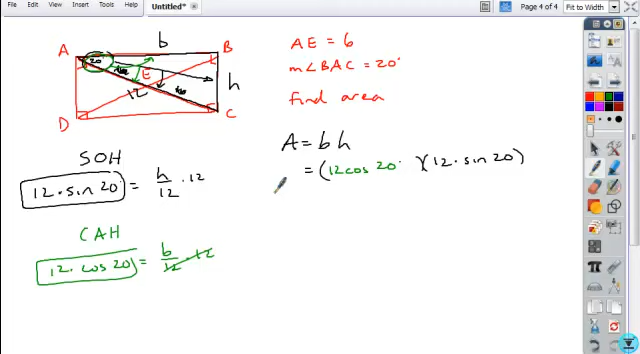 File Edit View Insert Format Tools Help
Untitled*
Page 4 of 4
Fit to Width
A
b
B
20°
E
h
12
D
C
AE = 6
m∠BAC = 20°
find area
A = bh
= (12cos 20° )(12·sin 20)
SOH
12·sin 20 = h/12 ·12
CAH
12·cos 20 = b/12 ·12